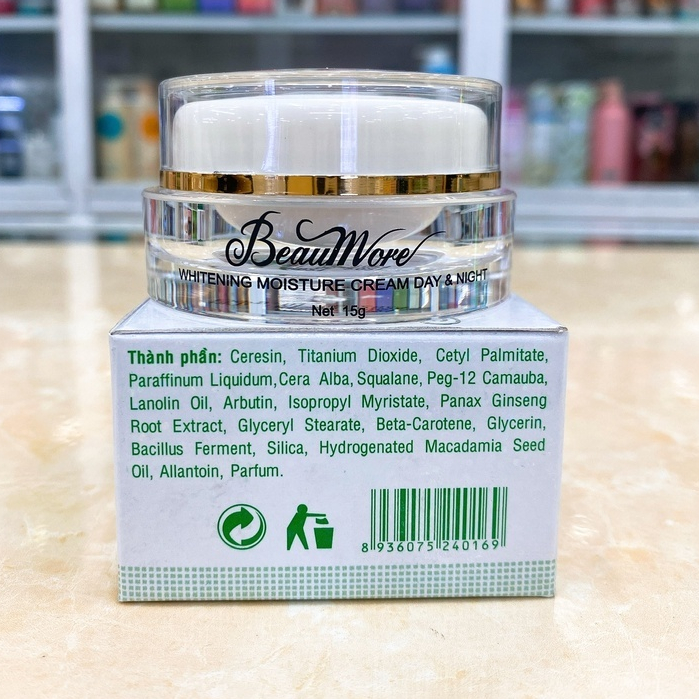 BeauMore
WHITENING MOISTURE CREAM DAY & NIGHT
Net 15g
Thành phần: Ceresin, Titanium Dioxide, Cetyl Palmitate,
Paraffinum Liquidum, Cera Alba, Squalane, Peg-12 Carnauba,
Lanolin Oil, Arbutin, Isopropyl Myristate, Panax Ginseng
Root Extract, Glyceryl Stearate, Beta-Carotene, Glycerin,
Bacillus Ferment, Silica, Hydrogenated Macadamia Seed
Oil, Allantoin, Parfum.
8 936075 240169